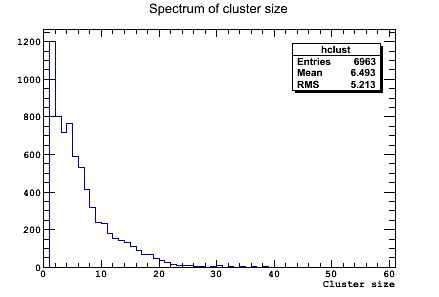 Spectrum of cluster size
hclust
Entries 6963
Mean 6.493
RMS 5.213
1200
1000
800
600
400
200
0
0 10 20 30 40 50 60
Cluster size